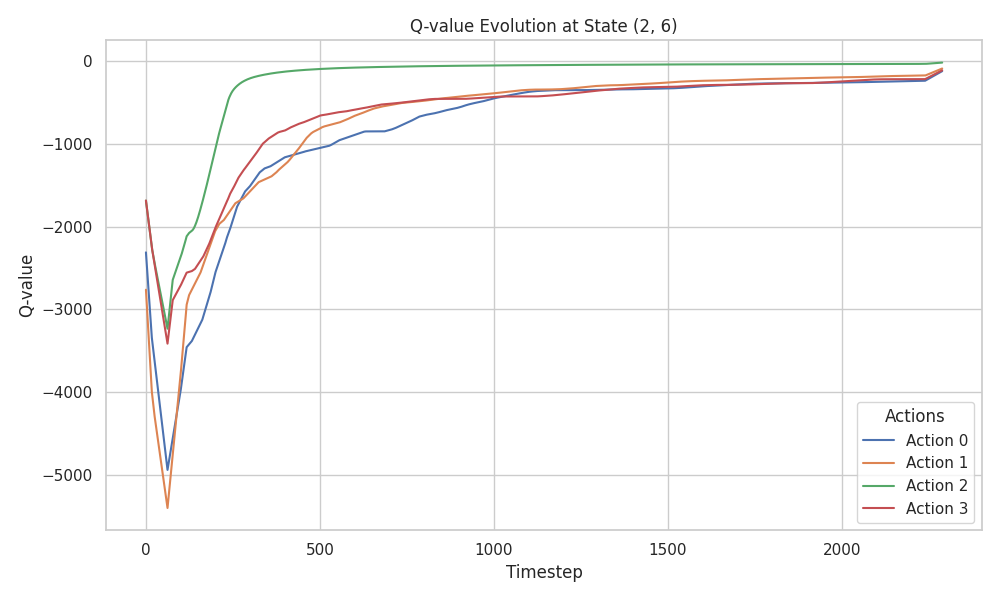 Q-value Evolution at State (2, 6)
Q-value
0
−1000
−2000
−3000
−4000
−5000
0
500
1000
1500
2000
Timestep
Actions
Action 0
Action 1
Action 2
Action 3